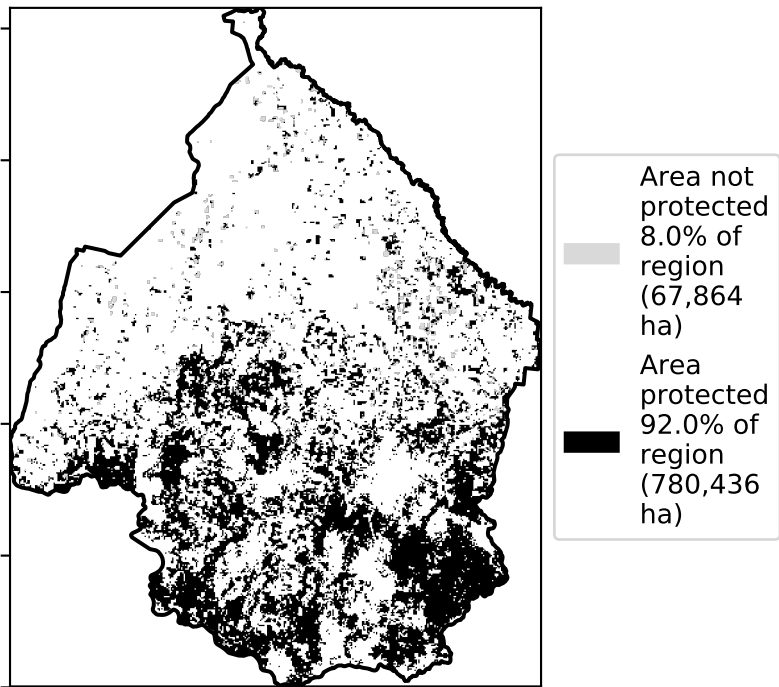 Area not
protected
8.0% of
region
(67,864
ha)
Area
protected
92.0% of
region
(780,436
ha)